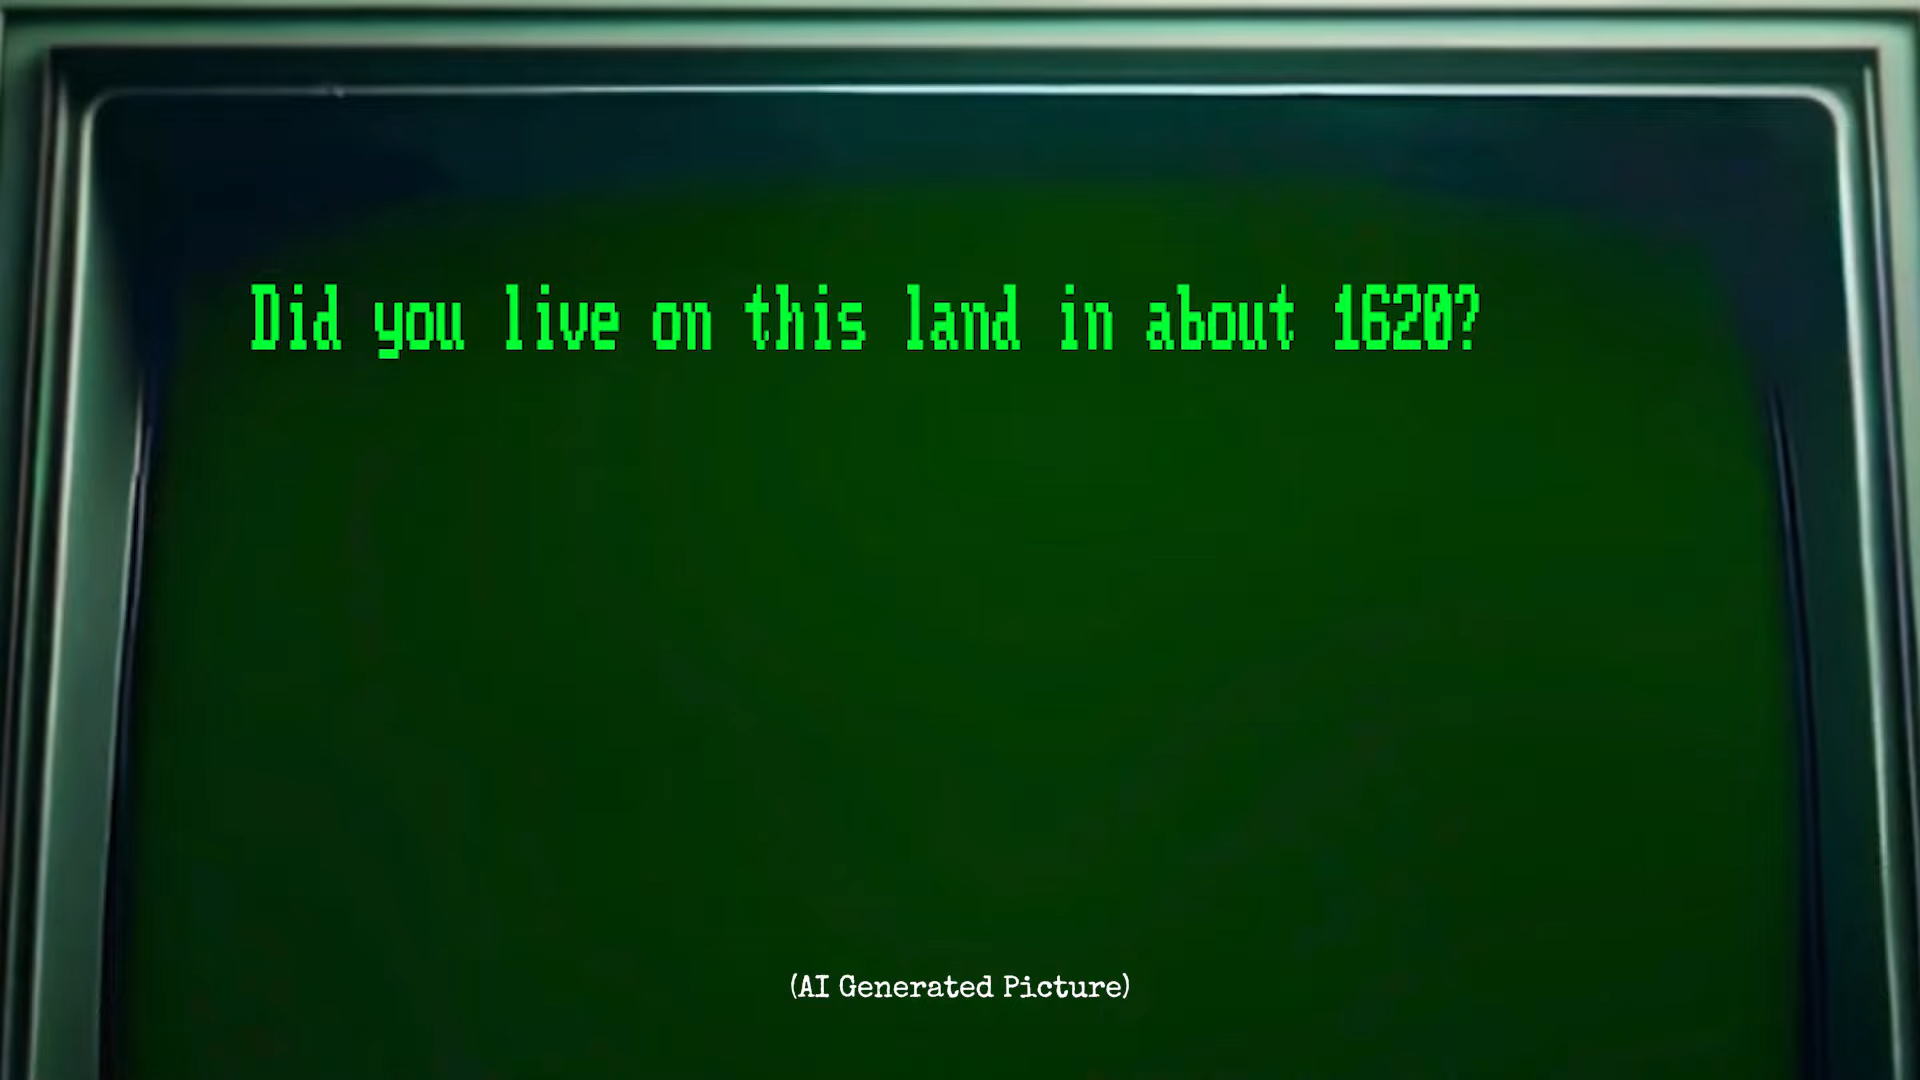 Did you live on this land in about 1620?
(AI Generated Picture)